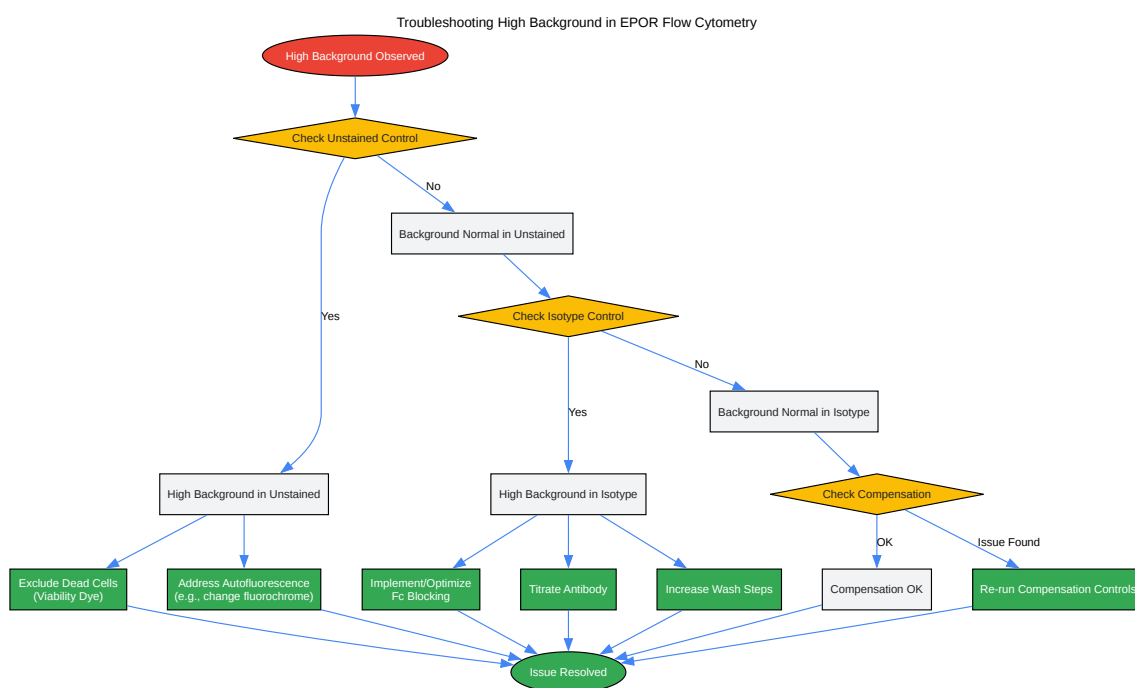 Troubleshooting High Background in EPOR Flow Cytometry
High Background Observed
Check Unstained Control
No
Background Normal in Unstained
Yes
Check Isotype Control
No
Background Normal in Isotype
Yes
High Background in Unstained
High Background in Isotype
Check Compensation
OK
Issue Found
Exclude Dead Cells
(Viability Dye)
Address Autofluorescence
(e.g., change fluorochrome)
Implement/Optimize
Fc Blocking
Titrate Antibody
Increase Wash Steps
Compensation OK
Re-run Compensation Controls
Issue Resolved